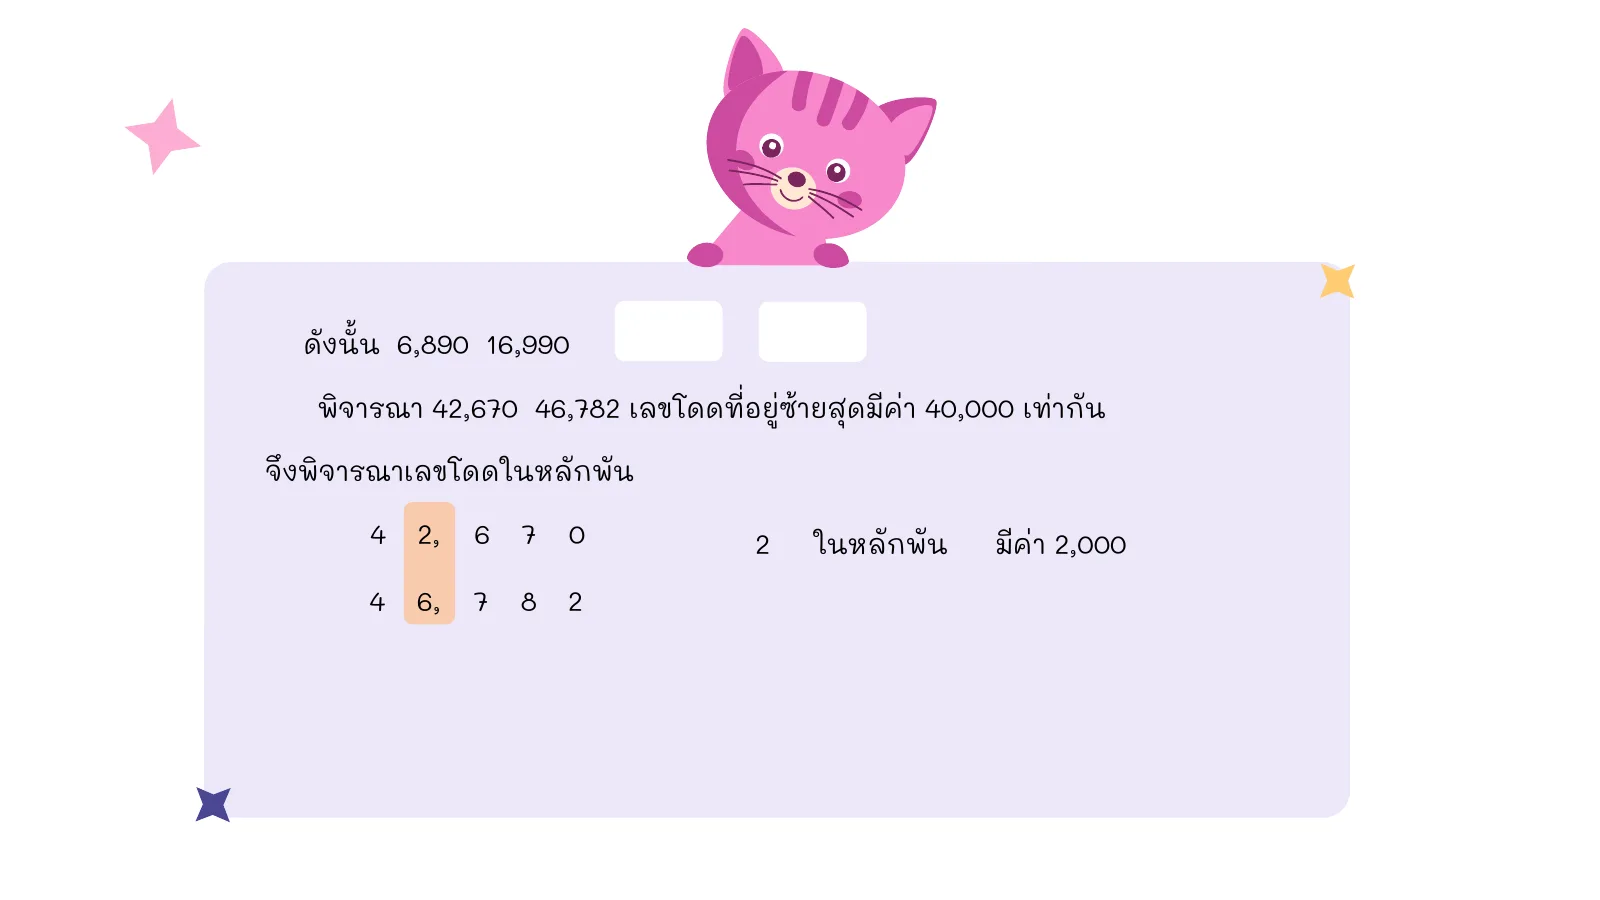 ดังนั้น 6,890 16,990
พิจารณา 42,670 46,782 เลขโดดที่อยู่ซ้ายสุดมีค่า 40,000 เท่ากัน
จึงพิจารณาเลขโดดในหลักพัน
4 2, 6 7 0
2 ในหลักพัน มีค่า 2,000
4 6, 7 8 2